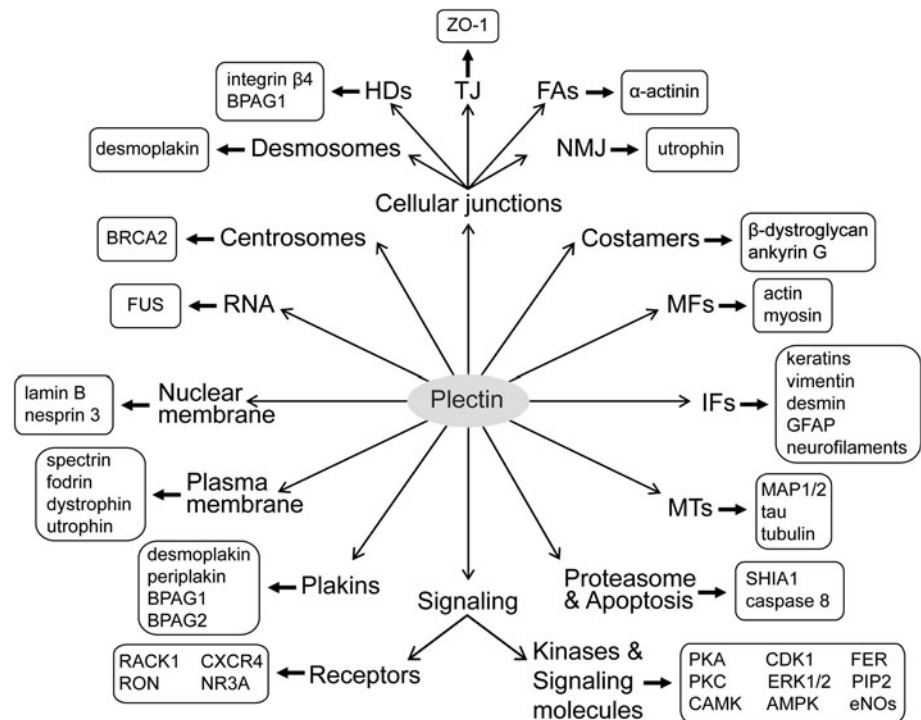 ZO-1
integrin β4
BPAG1
HDs
TJ
FAs
α-actinin
desmoplakin
Desmosomes
NMJ
utrophin
Cellular junctions
BRCA2
Centrosomes
Costamers
β-dystroglycan
ankyrin G
FUS
RNA
MFs
actin
myosin
lamin B
nesprin 3
Nuclear
membrane
Plectin
IFs
keratins
vimentin
desmin
GFAP
neurofilaments
spectrin
fodrin
dystrophin
utrophin
Plasma
membrane
MTs
MAP1/2
tau
tubulin
desmoplakin
periplakin
BPAG1
BPAG2
Plakins
Signaling
Proteasome
& Apoptosis
SHIA1
caspase 8
RACK1 CXCR4
RON NR3A
Receptors
Kinases &
Signaling
molecules
PKA CDK1 FER
PKC ERK1/2 PIP2
CAMK AMPK eNOs